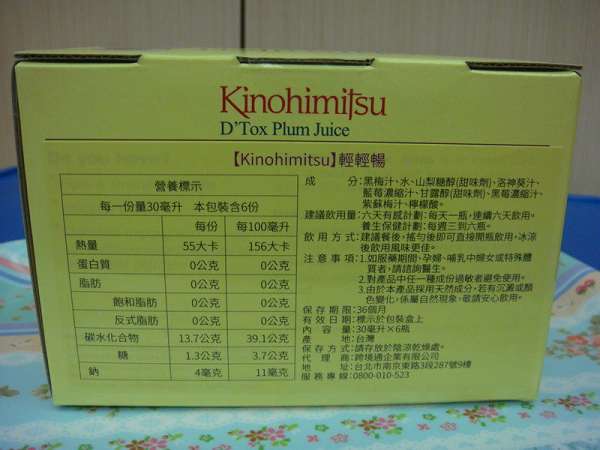 Kinohimitsu
D'Tox Plum Juice
【Kinohimitsu】輕輕暢
營養標示
每一份量30毫升 本包裝含6份
每份 每100毫升
熱量 55大卡 156大卡
蛋白質 0公克 0公克
脂肪 0公克 0公克
飽和脂肪 0公克 0公克
反式脂肪 0公克 0公克
碳水化合物 13.7公克 39.1公克
糖 1.3公克 3.7公克
鈉 4毫克 11毫克
成分:黑梅汁、水、山梨糖醇(甜味劑)、洛神葵汁、
藍莓濃縮汁、甘露醇(甜味劑)、黑莓濃縮汁、
紫蘇梅汁、檸檬酸。
建議飲用量:六天有感計劃:每天一瓶，連續六天飲用。
養生保健計劃:每週三到六瓶。
飲用方式:建議餐後，搖勻後即可直接開瓶飲用，冰涼
後飲用風味更佳。
注意事項:1.如服藥期間、孕婦、哺乳中婦女或特殊體
質者，請諮詢醫生。
2.對產品中任一種成份過敏者避免使用。
3.由於本產品採用天然成分，若有沉澱或顏
色變化，係屬自然現象，敬請安心飲用。
保存期限:36個月
有效日期:標示於包裝盒上
內容量:30毫升×6瓶
產地:台灣
保存方式:請存放於陰涼乾燥處。
代理商:跨境通企業有限公司
地址:台北市南京東路3段287號9樓
服務專線:0800-010-523